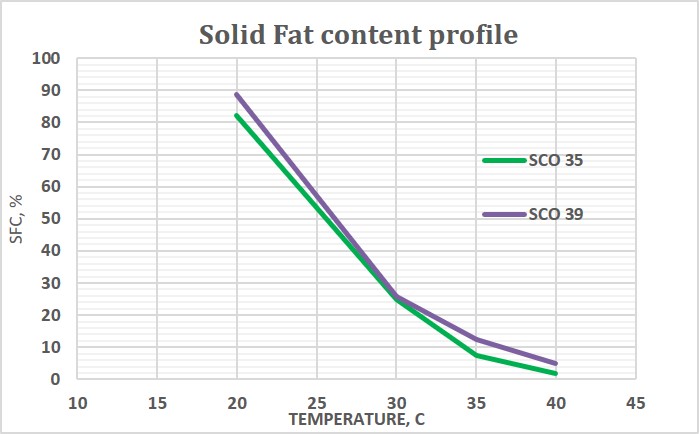 Solid Fat content profile
100
90
80
70
60
50
40
30
20
10
0
SFC, %
SCO 35
SCO 39
10 15 20 25 30 35 40 45
TEMPERATURE, C